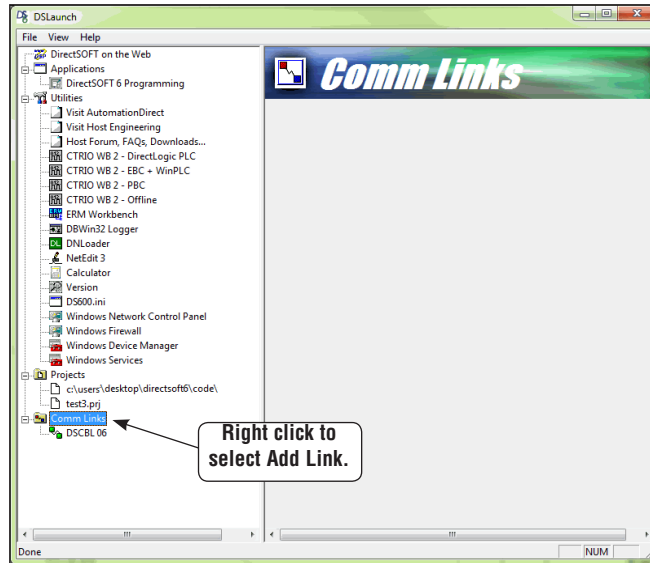 DSLaunch
File View Help
DirectSOFT on the Web
Applications
DirectSOFT 6 Programming
Utilities
Visit AutomationDirect
Visit Host Engineering
Host Forum, FAQs, Downloads...
CTRIO WB 2 - DirectLogic PLC
CTRIO WB 2 - EBC + WinPLC
CTRIO WB 2 - PBC
CTRIO WB 2 - Offline
ERM Workbench
DBWin32 Logger
DL DNLoader
NetEdit 3
Calculator
Version
DS600.ini
Windows Network Control Panel
Windows Firewall
Windows Device Manager
Windows Services
Projects
c:\users\desktop\directsoft6\code\
test3.prj
Comm Links
DSCBL 06
Comm Links
Right click to
select Add Link.
Done
NUM